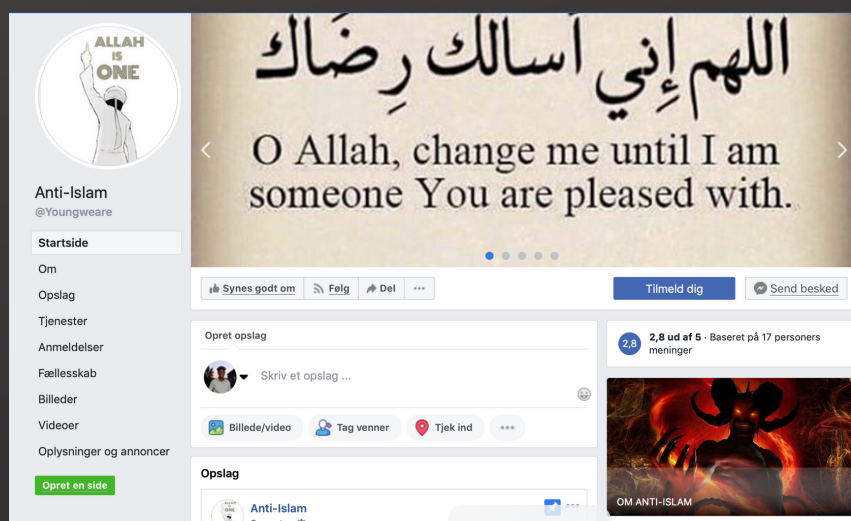 ALLAH
IS
ONE
Anti-Islam
@Youngweare
Startside
Om
Opslag
Tjenester
Anmeldelser
Fællesskab
Billeder
Videoer
Oplysninger og annoncer
Opret en side
اللهم إني أسالك رضاك
O Allah, change me until I am
someone You are pleased with.
Synes godt om
Følg
Del
Tilmeld dig
Send besked
Opret opslag
Skriv et opslag ...
Billede/video
Tag venner
Tjek ind
Opslag
Anti-Islam
2,8
2,8 ud af 5 · Baseret på 17 personers
meninger
OM ANTI-ISLAM